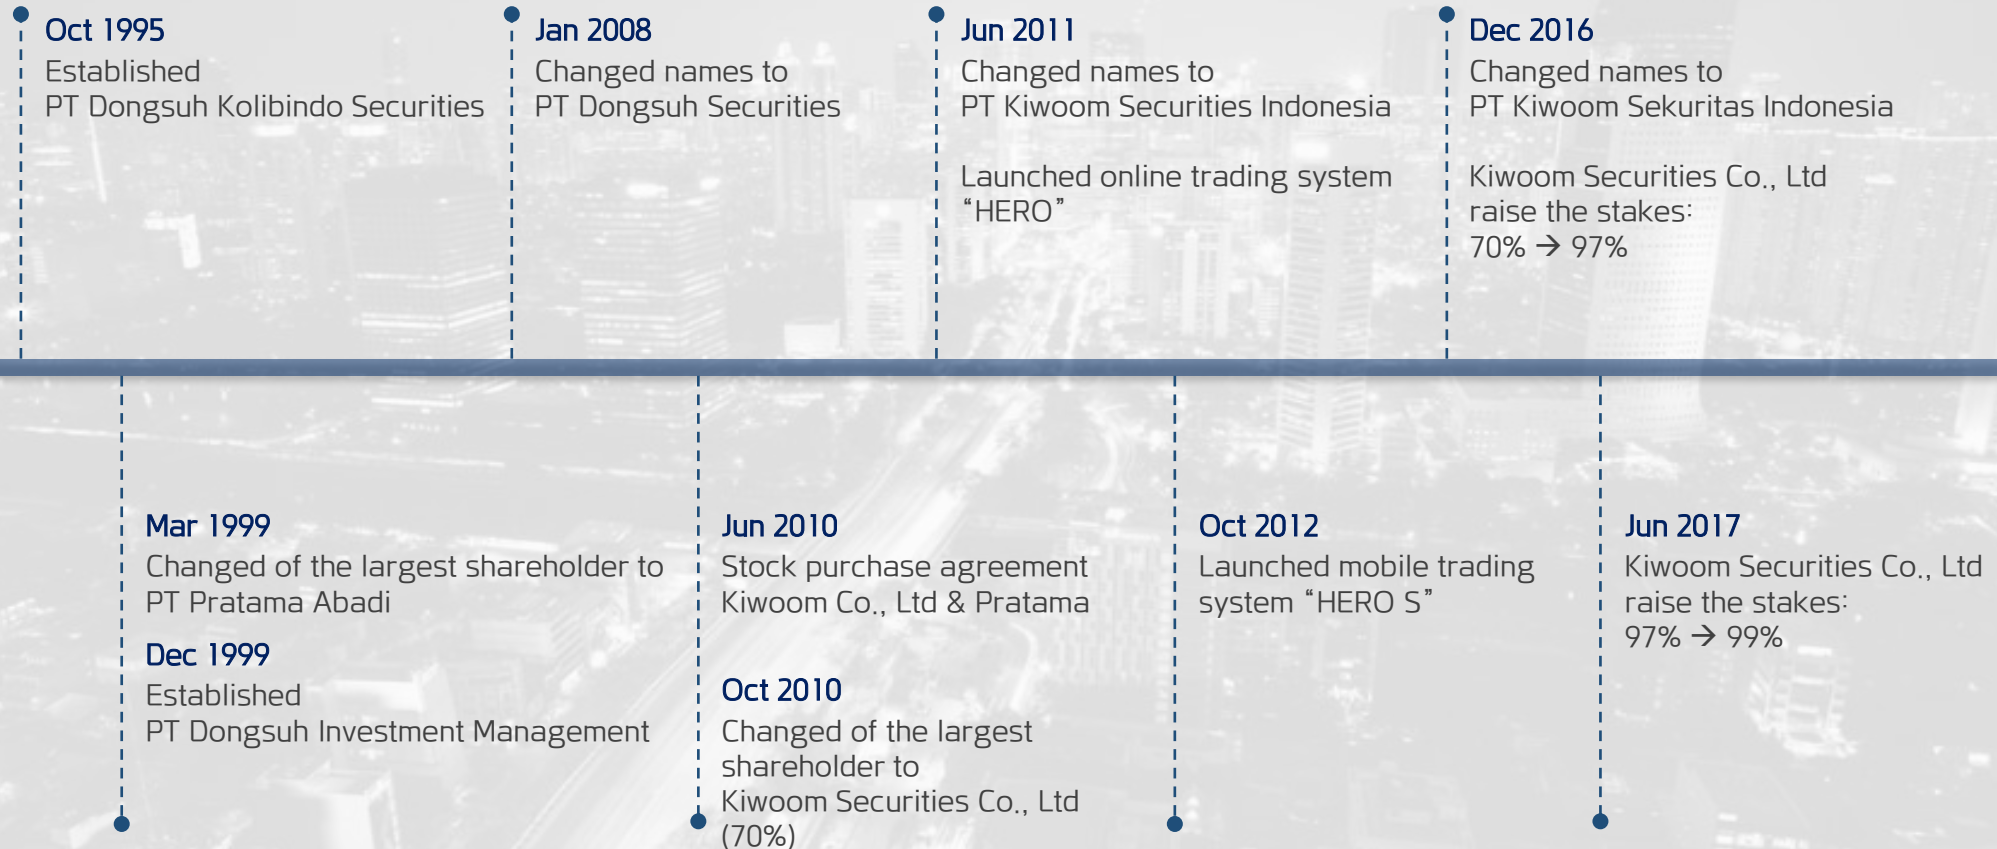 Oct 1995
Established
PT Dongsuh Kolibindo Securities
Jan 2008
Changed names to
PT Dongsuh Securities
Jun 2011
Changed names to
PT Kiwoom Securities Indonesia
Launched online trading system
“HERO”
Dec 2016
Changed names to
PT Kiwoom Sekuritas Indonesia
Kiwoom Securities Co., Ltd
raise the stakes:
70% → 97%
Mar 1999
Changed of the largest shareholder to
PT Pratama Abadi
Dec 1999
Established
PT Dongsuh Investment Management
Jun 2010
Stock purchase agreement
Kiwoom Co., Ltd & Pratama
Oct 2010
Changed of the largest
shareholder to
Kiwoom Securities Co., Ltd
(70%)
Oct 2012
Launched mobile trading
system “HERO S”
Jun 2017
Kiwoom Securities Co., Ltd
raise the stakes:
97% → 99%